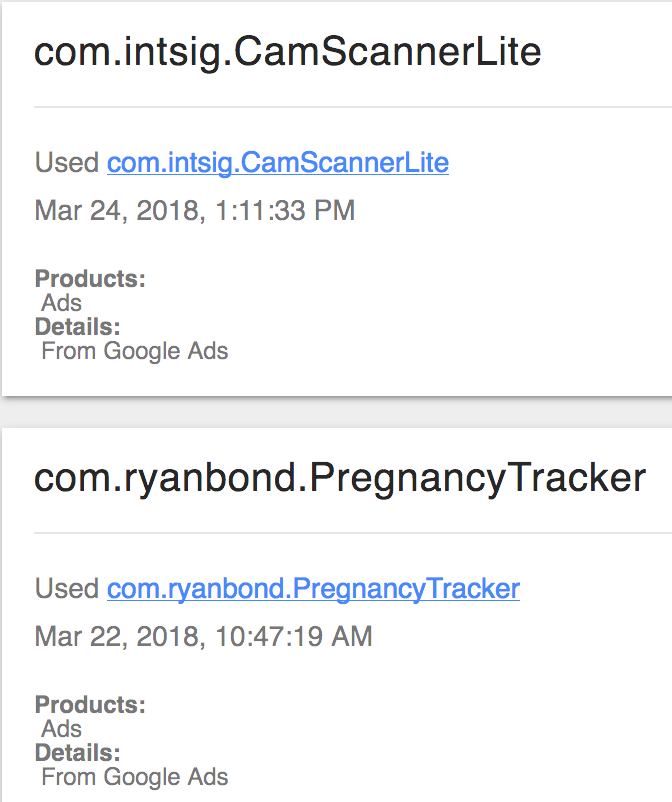 com.intsig.CamScannerLite
Used com.intsig.CamScannerLite
Mar 24, 2018, 1:11:33 PM
Products:
Ads
Details:
From Google Ads
com.ryanbond.PregnancyTracker
Used com.ryanbond.PregnancyTracker
Mar 22, 2018, 10:47:19 AM
Products:
Ads
Details:
From Google Ads